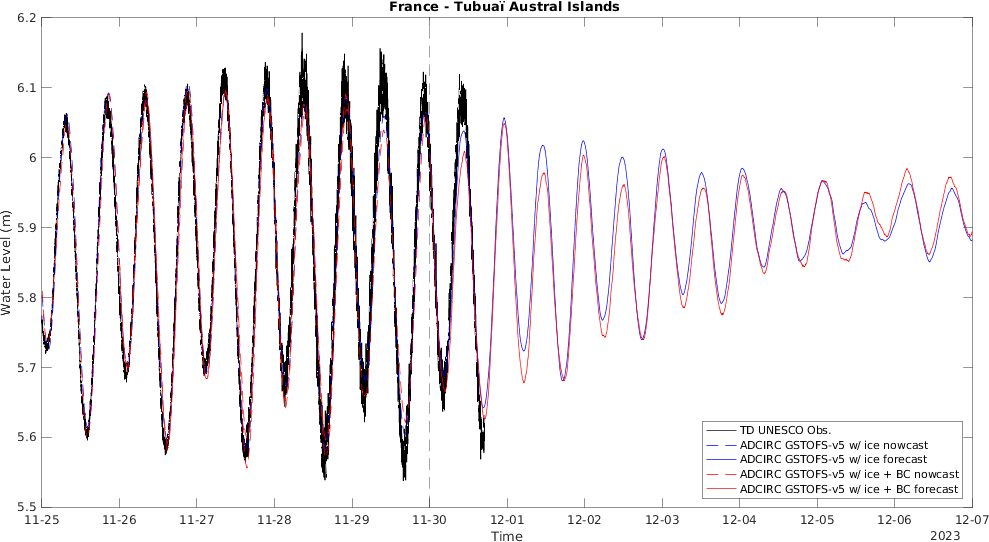 France - Tubuaï Austral Islands
6.2
6.1
6
5.9
5.8
5.7
5.6
5.5
Water Level (m)
TD UNESCO Obs.
ADCIRC GSTOFS-v5 w/ ice nowcast
ADCIRC GSTOFS-v5 w/ ice forecast
ADCIRC GSTOFS-v5 w/ ice + BC nowcast
ADCIRC GSTOFS-v5 w/ ice + BC forecast
11-25 11-26 11-27 11-28 11-29 11-30 12-01 12-02 12-03 12-04 12-05 12-06 12-07
Time
2023